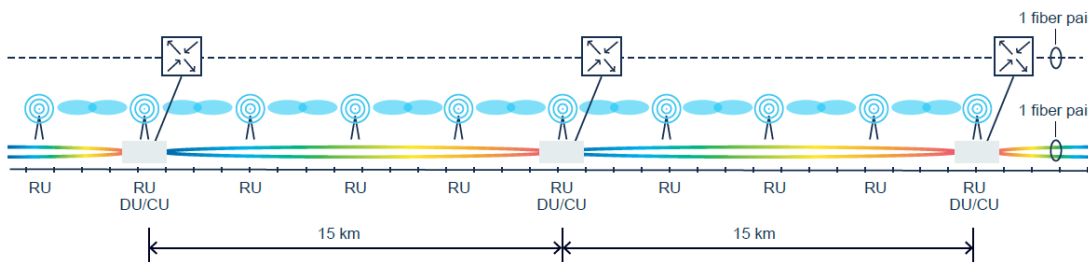 1 fiber pai
1 fiber pai
RU RU RU RU RU RU RU RU RU RU
DU/CU DU/CU DU/CU
15 km 15 km